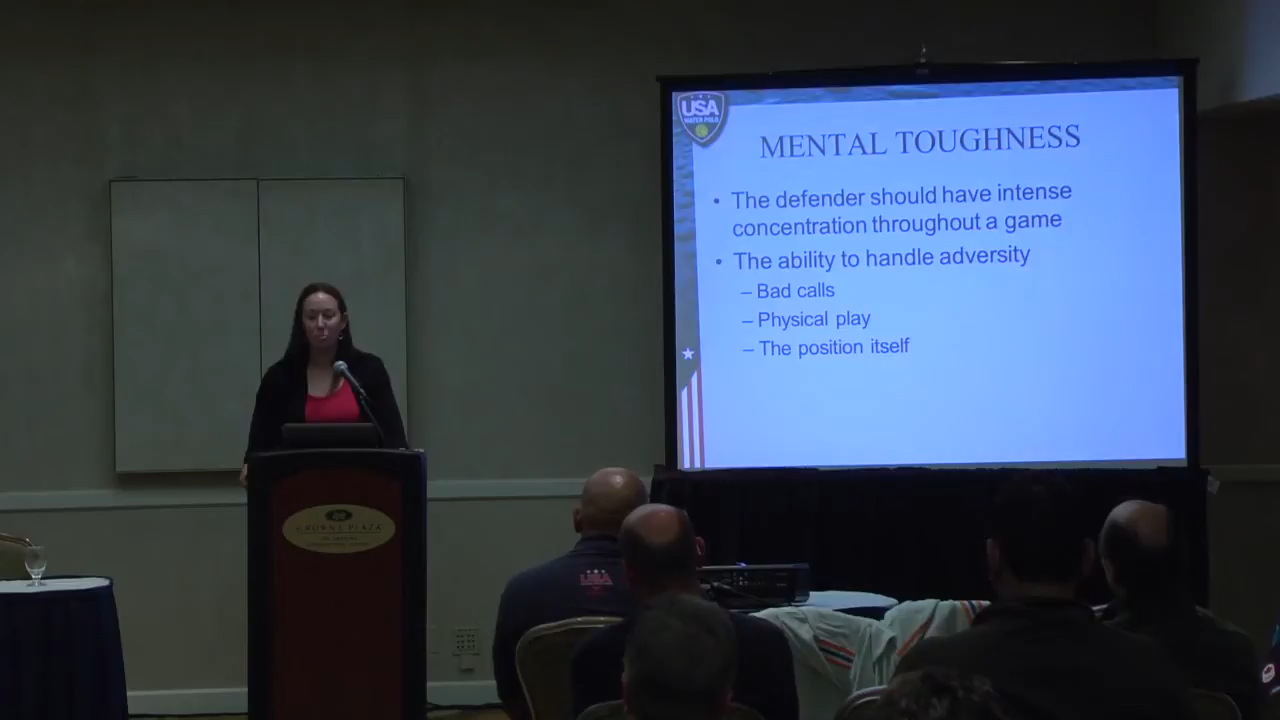 USA
WATER POLO
MENTAL TOUGHNESS
• The defender should have intense
concentration throughout a game
• The ability to handle adversity
– Bad calls
– Physical play
– The position itself
CROWNE PLAZA
USA